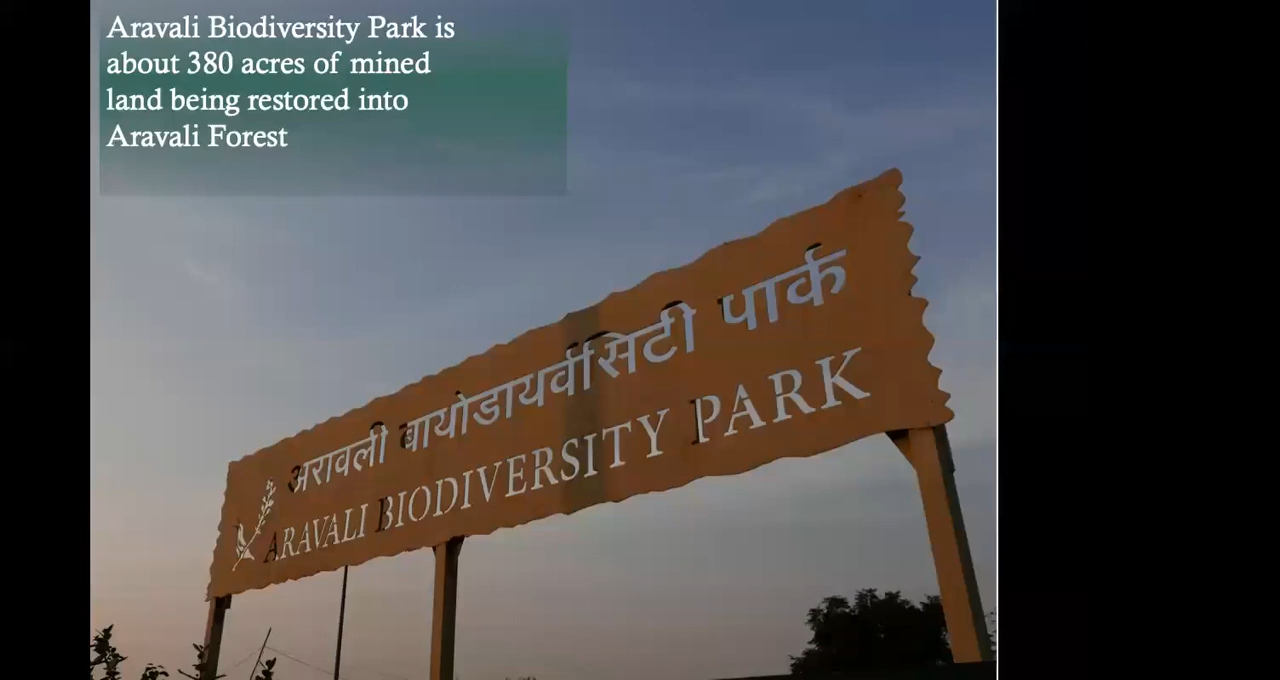 Aravali Biodiversity Park is
about 380 acres of mined
land being restored into
Aravali Forest
अरावली बायोडायर्वसिटी पार्क
ARAVALI BIODIVERSITY PARK